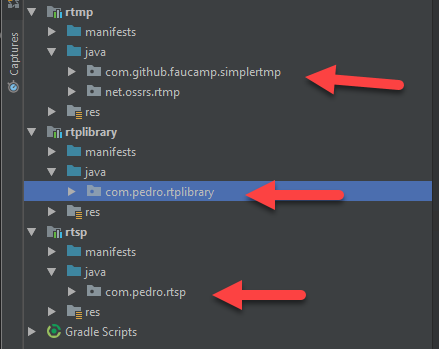 Captures
rtmp
manifests
java
com.github.faucamp.simplertmp
net.ossrs.rtmp
res
rtplibrary
manifests
java
com.pedro.rtplibrary
res
rtsp
manifests
java
com.pedro.rtsp
res
Gradle Scripts